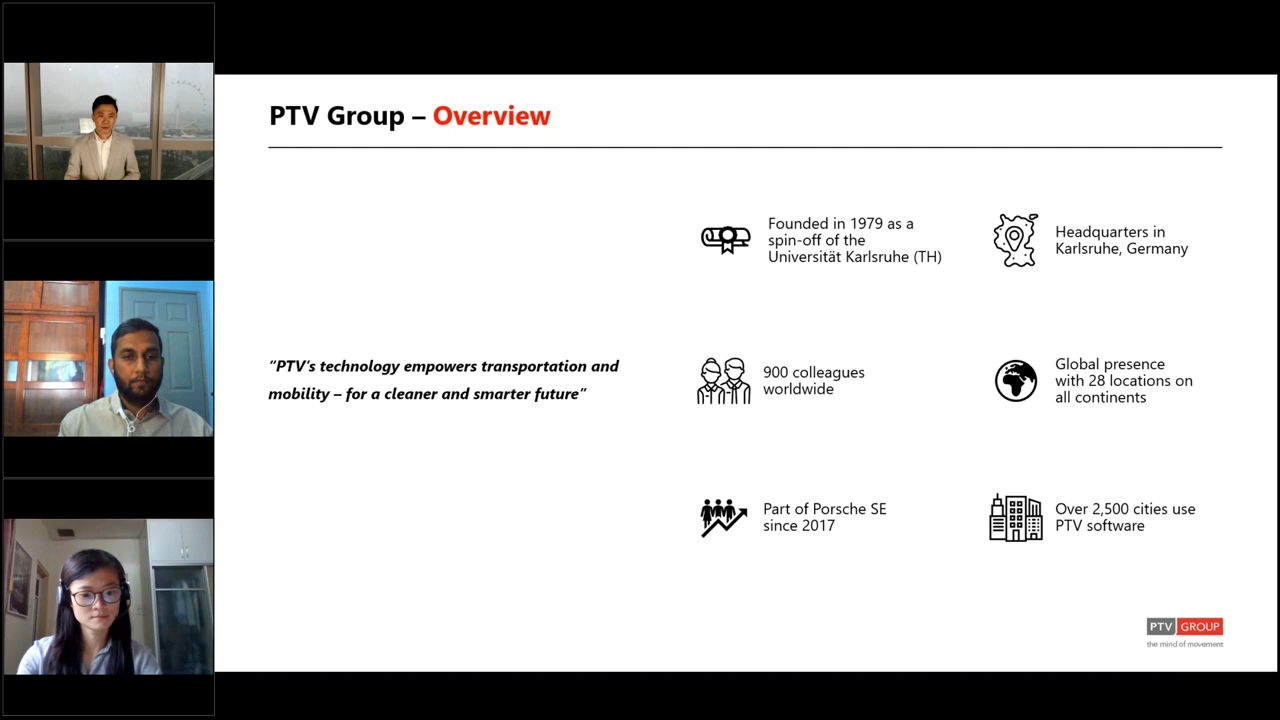 PTV Group – Overview
Founded in 1979 as a
spin-off of the
Universität Karlsruhe (TH)
Headquarters in
Karlsruhe, Germany
“PTV’s technology empowers transportation and
mobility – for a cleaner and smarter future”
900 colleagues
worldwide
Global presence
with 28 locations on
all continents
Part of Porsche SE
since 2017
Over 2,500 cities use
PTV software
PTV GROUP
the mind of movement